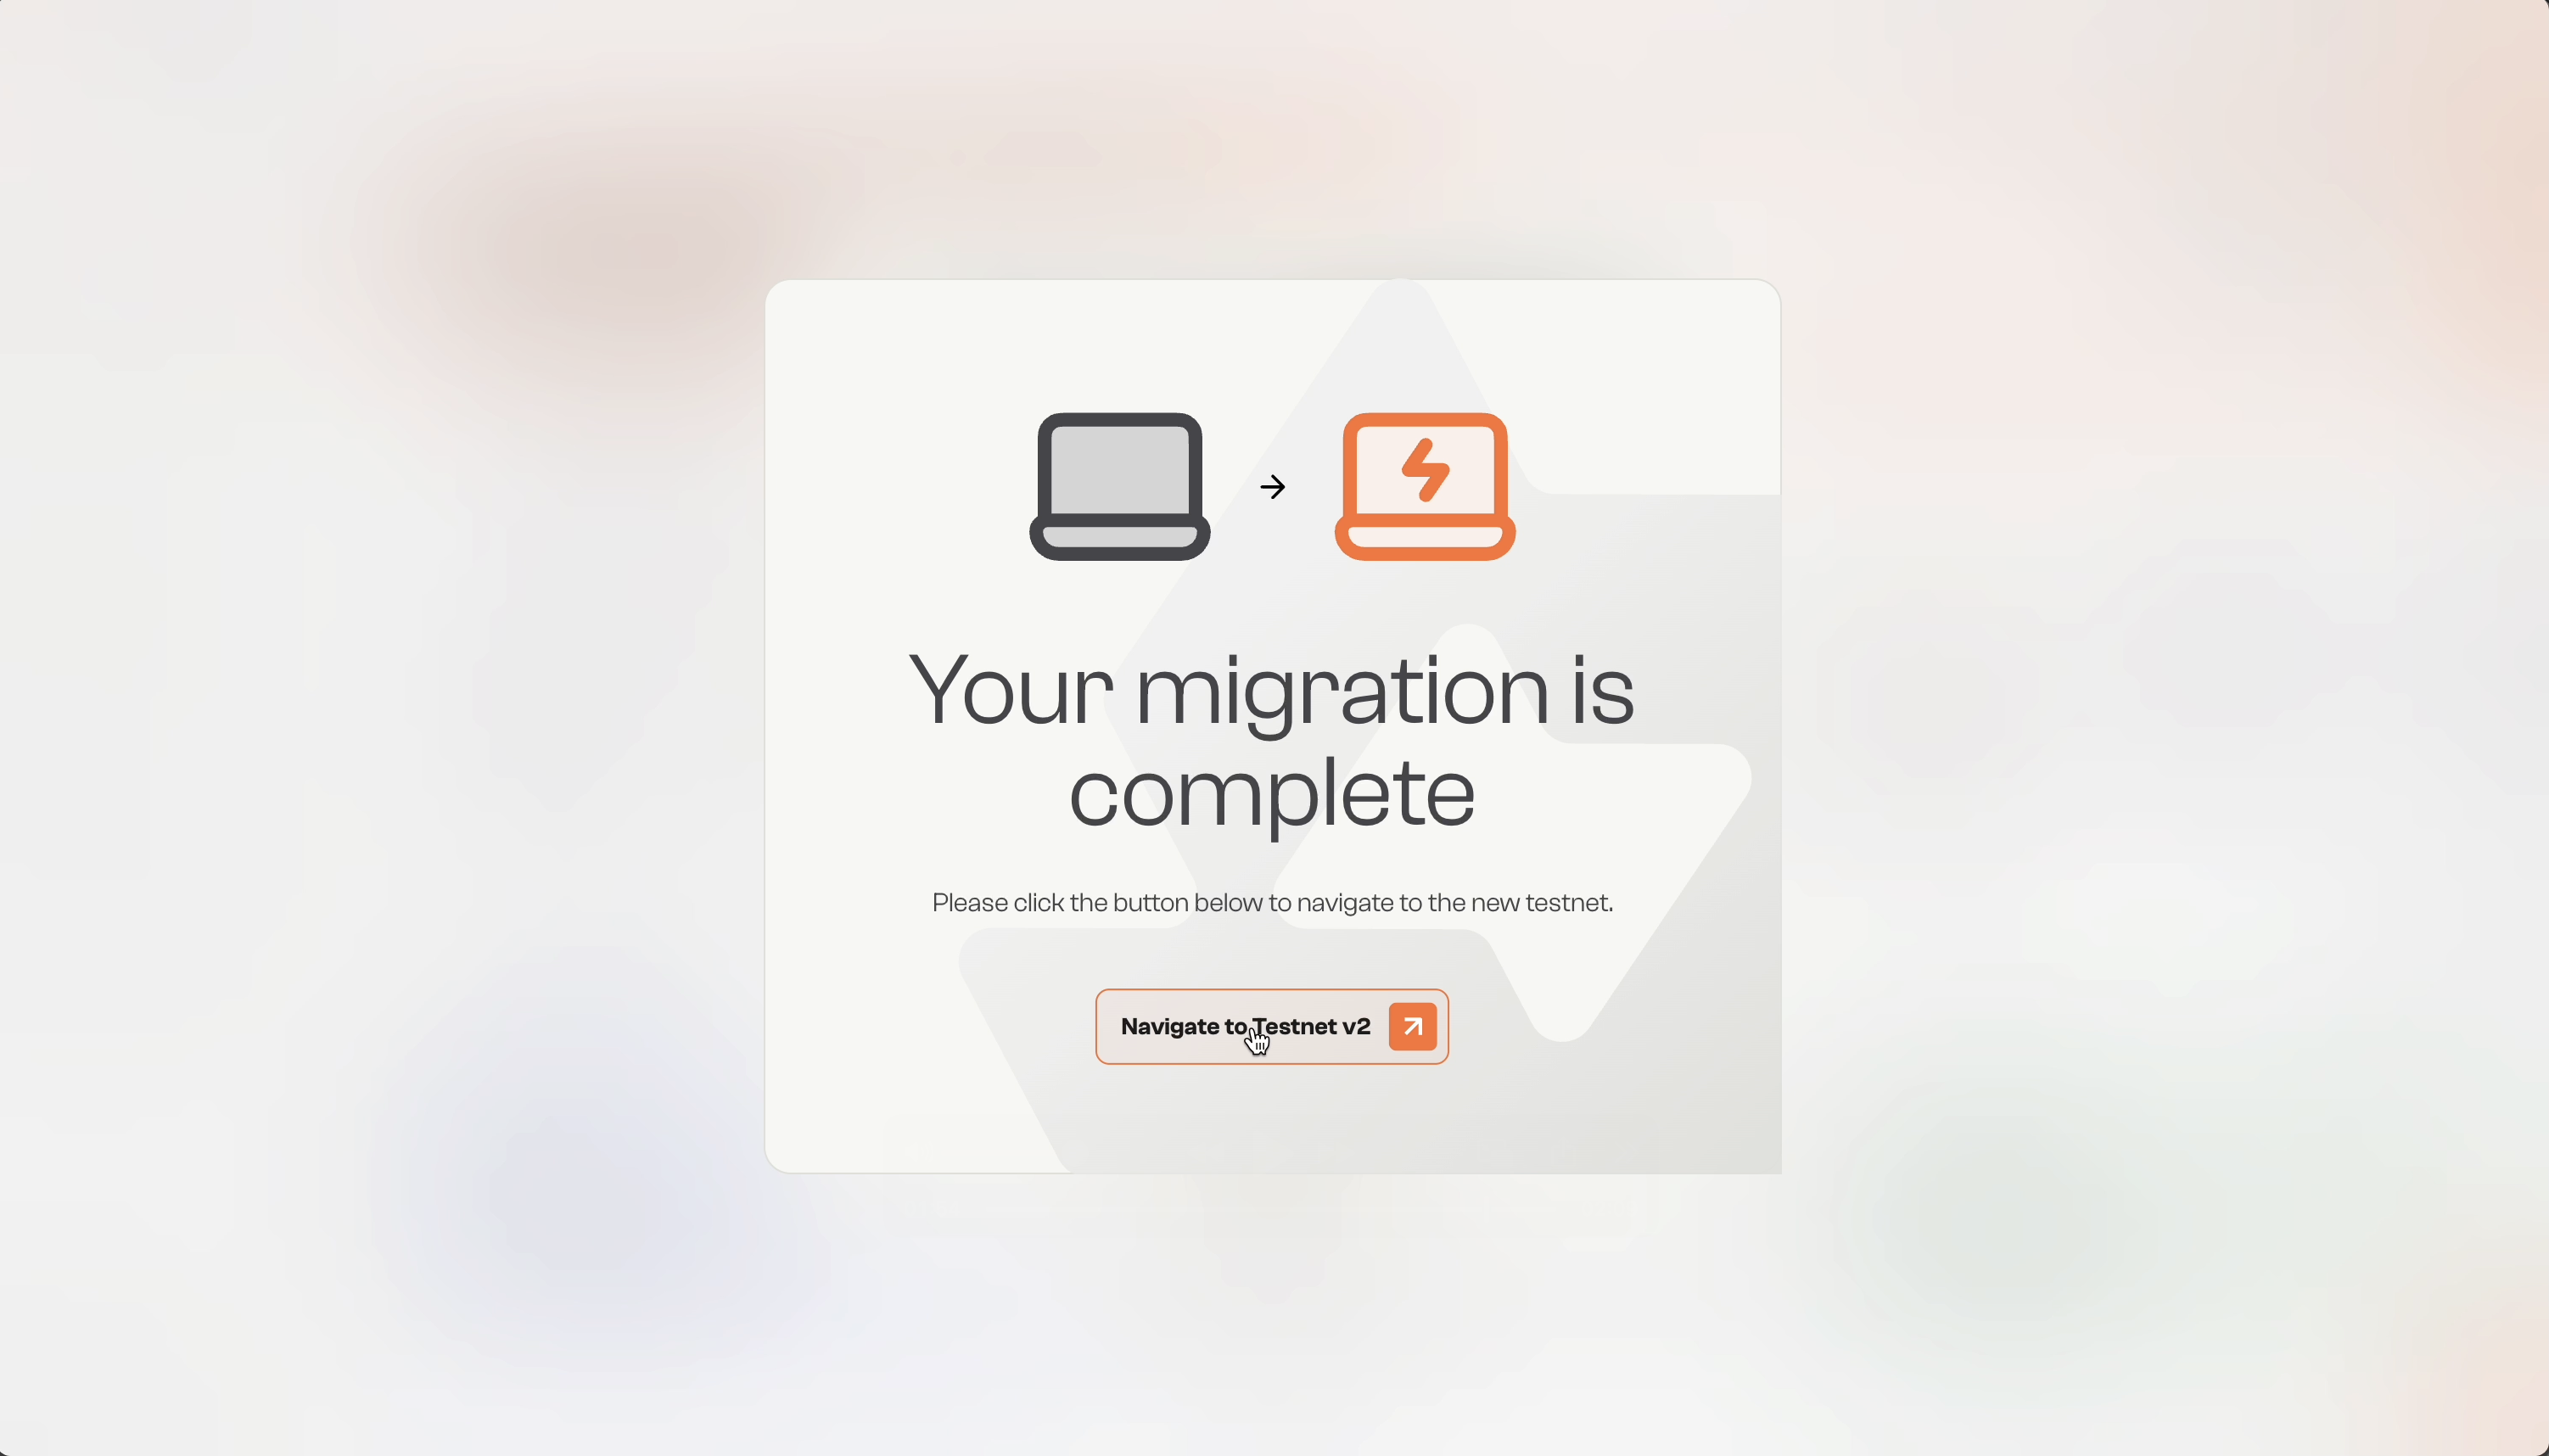 Your migration is
complete
Please click the button below to navigate to the new testnet.
Navigate to Testnet v2